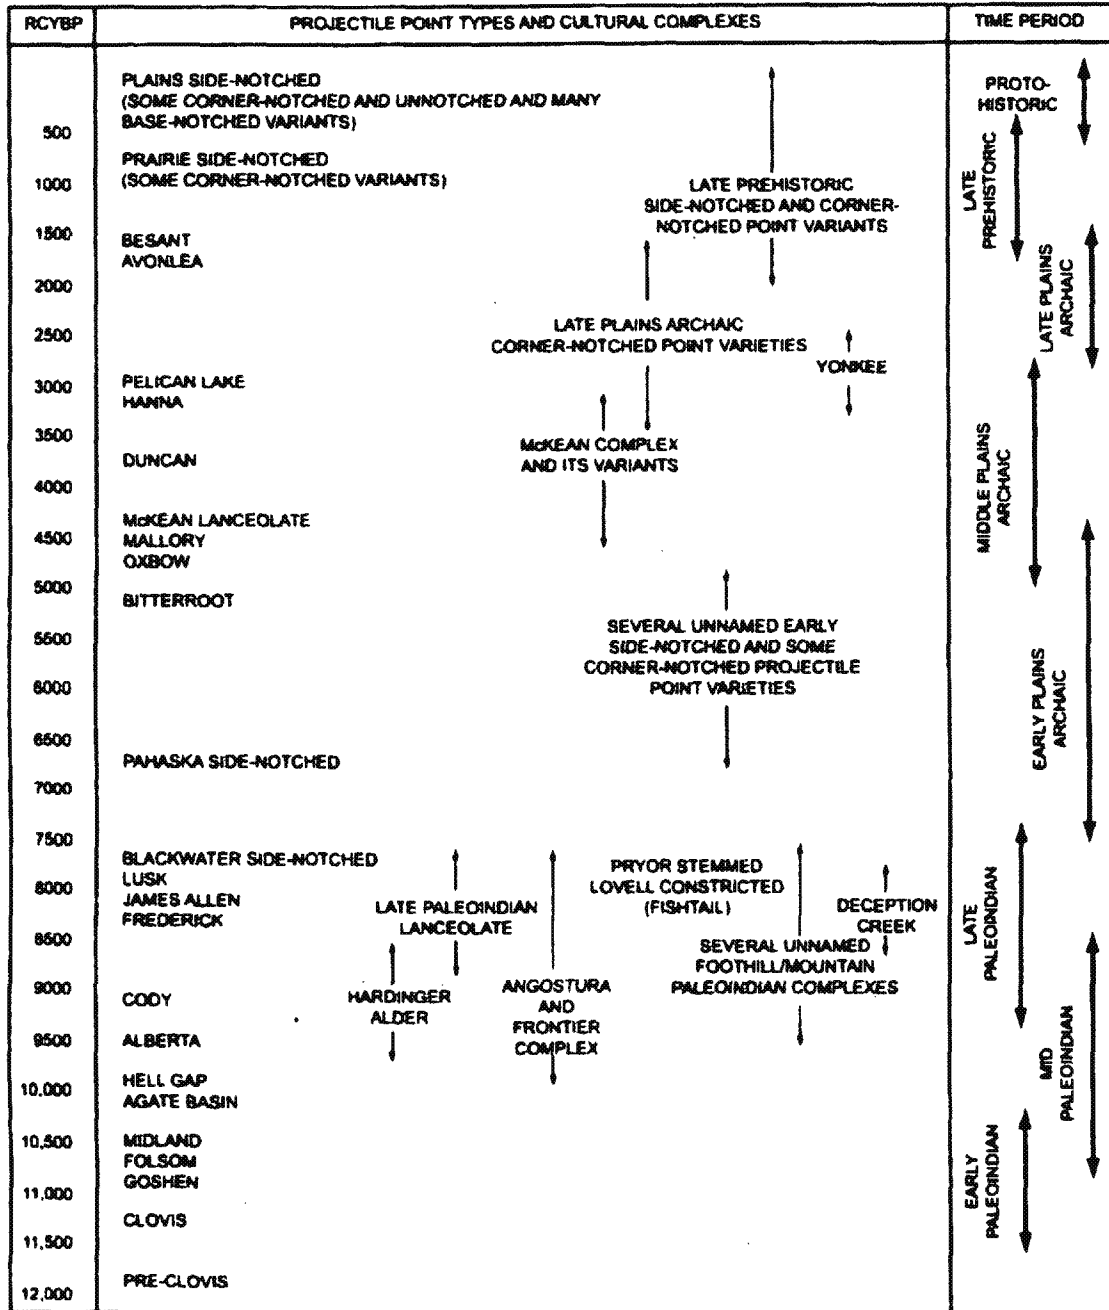 RCYBP
PROJECTILE POINT TYPES AND CULTURAL COMPLEXES
TIME PERIOD
500
1000
1500
2000
2500
3000
3500
4000
4500
5000
5500
6000
6500
7000
7500
8000
8500
9000
9500
10,000
10,500
11,000
11,500
12,000
PLAINS SIDE-NOTCHED
(SOME CORNER-NOTCHED AND UNNOTCHED AND MANY
BASE-NOTCHED VARIANTS)
PRAIRIE SIDE-NOTCHED
(SOME CORNER-NOTCHED VARIANTS)
BESANT
AVONLEA
PELICAN LAKE
HANNA
DUNCAN
McKEAN LANCEOLATE
MALLORY
OXBOW
BITTERROOT
PAHASKA SIDE-NOTCHED
BLACKWATER SIDE-NOTCHED
LUSK
JAMES ALLEN
FREDERICK
CODY
ALBERTA
HELL GAP
AGATE BASIN
MIDLAND
FOLSOM
GOSHEN
CLOVIS
PRE-CLOVIS
LATE PREHISTORIC
SIDE-NOTCHED AND CORNER-
NOTCHED POINT VARIANTS
LATE PLAINS ARCHAIC
CORNER-NOTCHED POINT VARIETIES
YONKEE
McKEAN COMPLEX
AND ITS VARIANTS
SEVERAL UNNAMED EARLY
SIDE-NOTCHED AND SOME
CORNER-NOTCHED PROJECTILE
POINT VARIETIES
LATE PALEOINDIAN
LANCEOLATE
HARDINGER
ALDER
ANGOSTURA
AND
FRONTIER
COMPLEX
PRYOR STEMMED
LOVELL CONSTRICTED
(FISHTAIL)
SEVERAL UNNAMED
FOOTHILL/MOUNTAIN
PALEOINDIAN COMPLEXES
DECEPTION
CREEK
PROTO-
HISTORIC
LATE
PREHISTORIC
LATE PLAINS
ARCHAIC
MIDDLE PLAINS
ARCHAIC
EARLY PLAINS
ARCHAIC
LATE
PALEOINDIAN
MID
PALEOINDIAN
EARLY
PALEOINDIAN